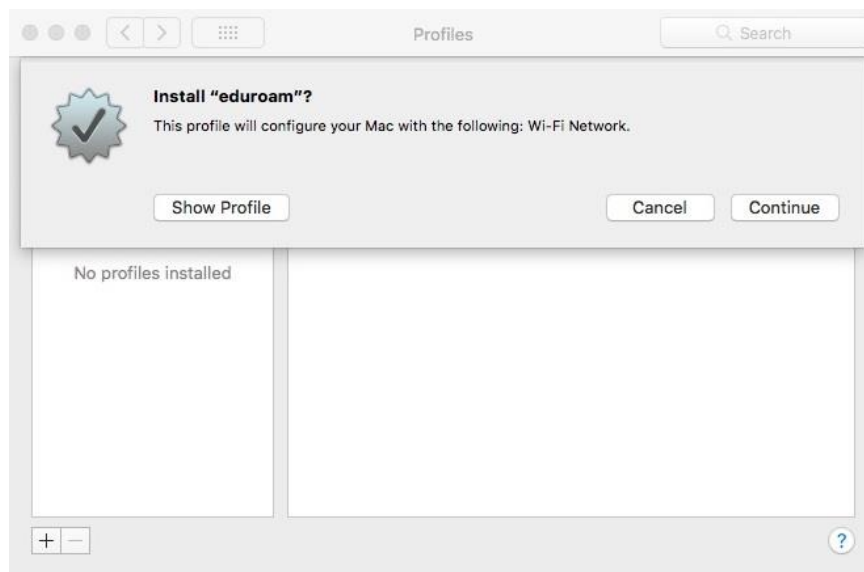 Profiles
Search
Install “eduroam”?
This profile will configure your Mac with the following: Wi-Fi Network.
Show Profile
Cancel
Continue
No profiles installed
+ −
?